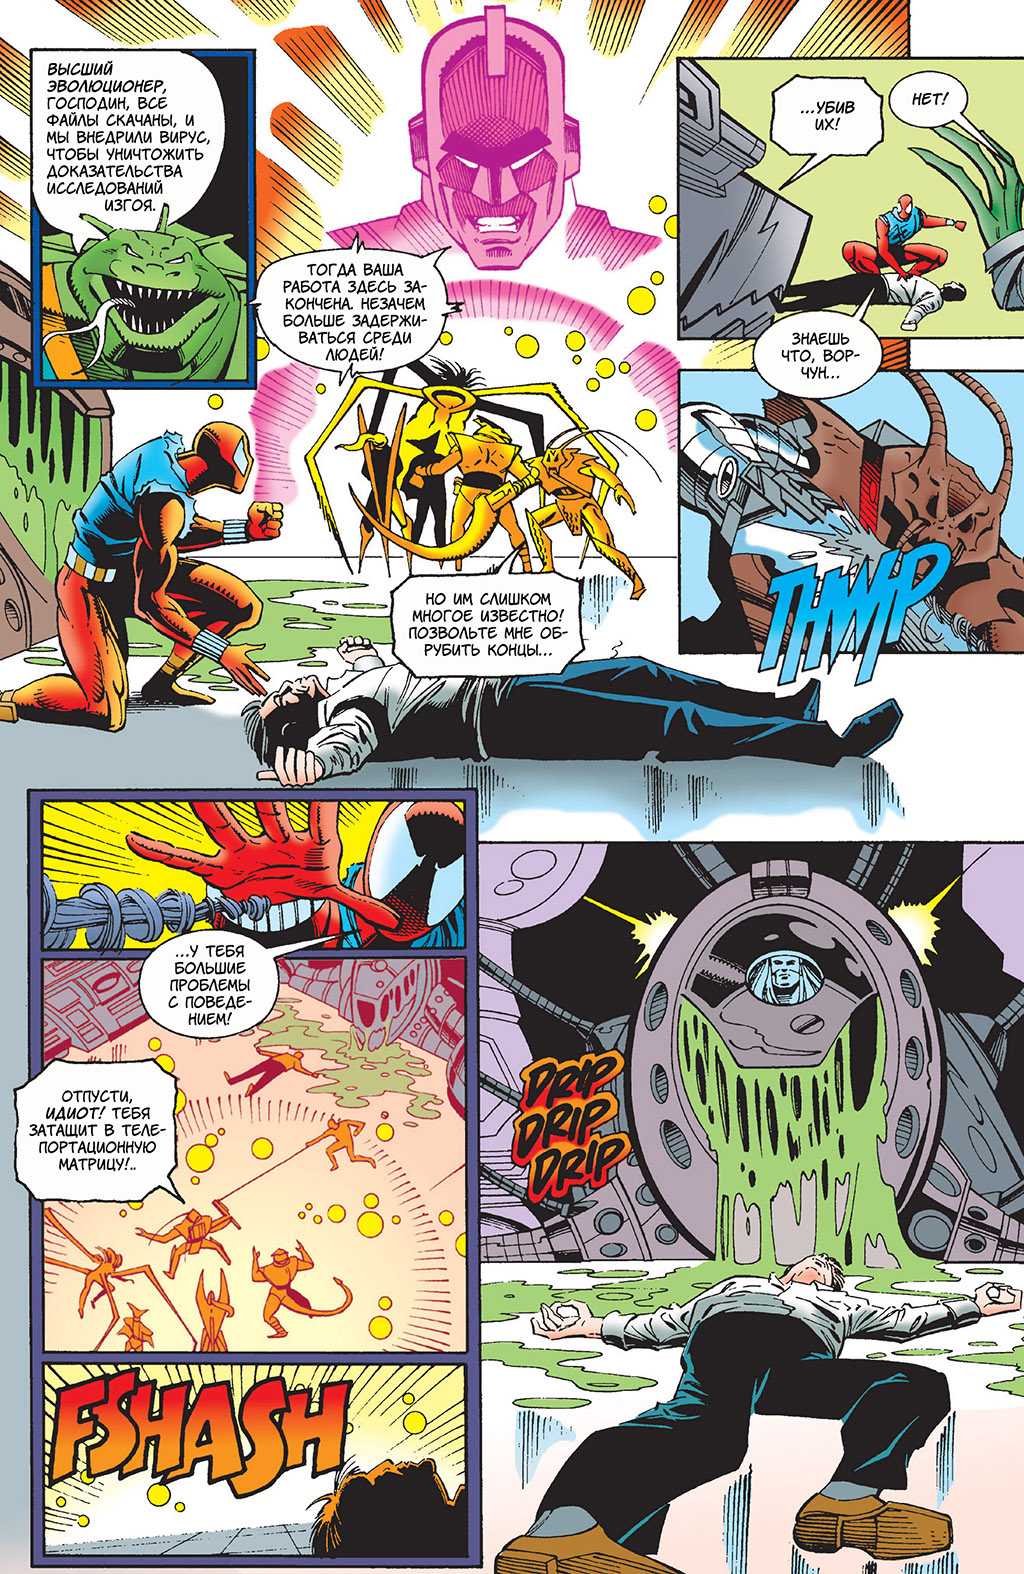 ВЫСШИЙ
ЭВОЛЮЦИОНЕР,
ГОСПОДИН, ВСЕ
ФАЙЛЫ СКАЧАНЫ, И
МЫ ВНЕДРИЛИ ВИРУС,
ЧТОБЫ УНИЧТОЖИТЬ
ДОКАЗАТЕЛЬСТВА
ИССЛЕДОВАНИЙ
ИЗГОЯ.
ТОГДА ВАША
РАБОТА ЗДЕСЬ ЗА-
КОНЧЕНА. НЕЗАЧЕМ
БОЛЬШЕ ЗАДЕРЖИ-
ВАТЬСЯ СРЕДИ
ЛЮДЕЙ!
НО ИМ СЛИШКОМ
МНОГОЕ ИЗВЕСТНО!
ПОЗВОЛЬТЕ МНЕ ОБ-
РУБИТЬ КОНЦЫ...
...УБИВ
ИХ!
НЕТ!
ЗНАЕШЬ
ЧТО, ВОР-
ЧУН...
THWIP
...У ТЕБЯ
БОЛЬШИЕ
ПРОБЛЕМЫ
С ПОВЕДЕ-
НИЕМ!
ОТПУСТИ,
ИДИОТ! ТЕБЯ
ЗАТАЩИТ В ТЕЛЕ-
ПОРТАЦИОННУЮ
МАТРИЦУ!..
FSHASH
DRIP
DRIP
DRIP